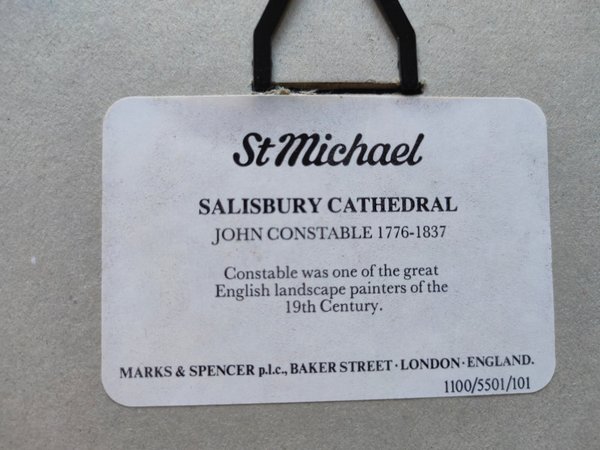 St Michael
SALISBURY CATHEDRAL
JOHN CONSTABLE 1776-1837
Constable was one of the great
English landscape painters of the
19th Century.
MARKS & SPENCER p.l.c., BAKER STREET · LONDON · ENGLAND.
1100/5501/101